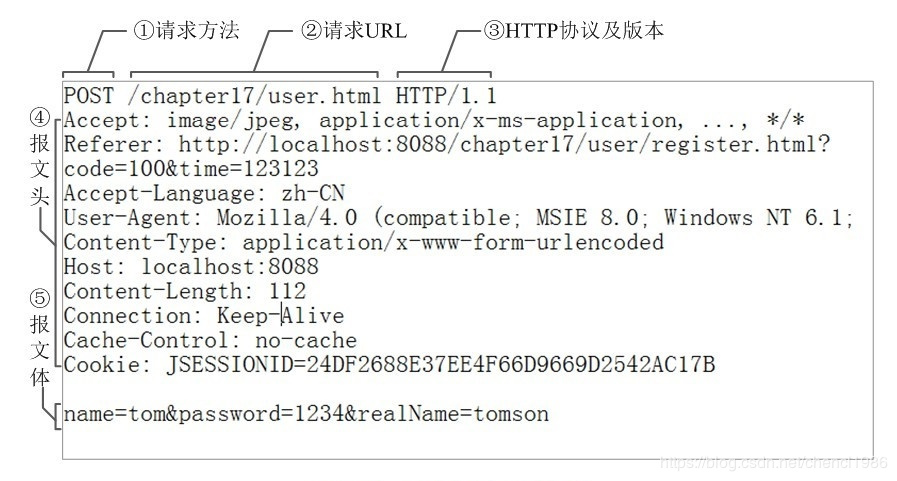 ①请求方法 ②请求URL ③HTTP协议及版本
POST /chapter17/user.html HTTP/1.1
④报文头
Accept: image/jpeg, application/x-ms-application, ..., */*
Referer: http://localhost:8088/chapter17/user/register.html?
code=100&time=123123
Accept-Language: zh-CN
User-Agent: Mozilla/4.0 (compatible; MSIE 8.0; Windows NT 6.1;
Content-Type: application/x-www-form-urlencoded
Host: localhost:8088
Content-Length: 112
Connection: Keep-Alive
Cache-Control: no-cache
Cookie: JSESSIONID=24DF2688E37EE4F66D9669D2542AC17B
⑤报文体
name=tom&password=1234&realName=tomson
https://blog.csdn.net/chencl1986